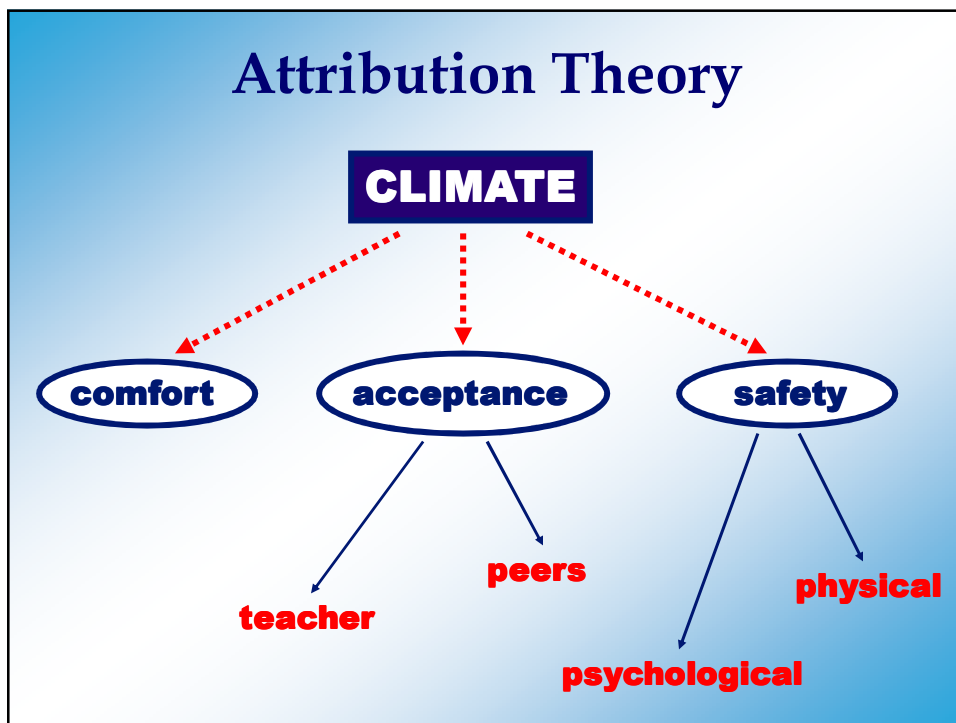 Attribution Theory
CLIMATE
comfort
acceptance
safety
peers
physical
teacher
psychological